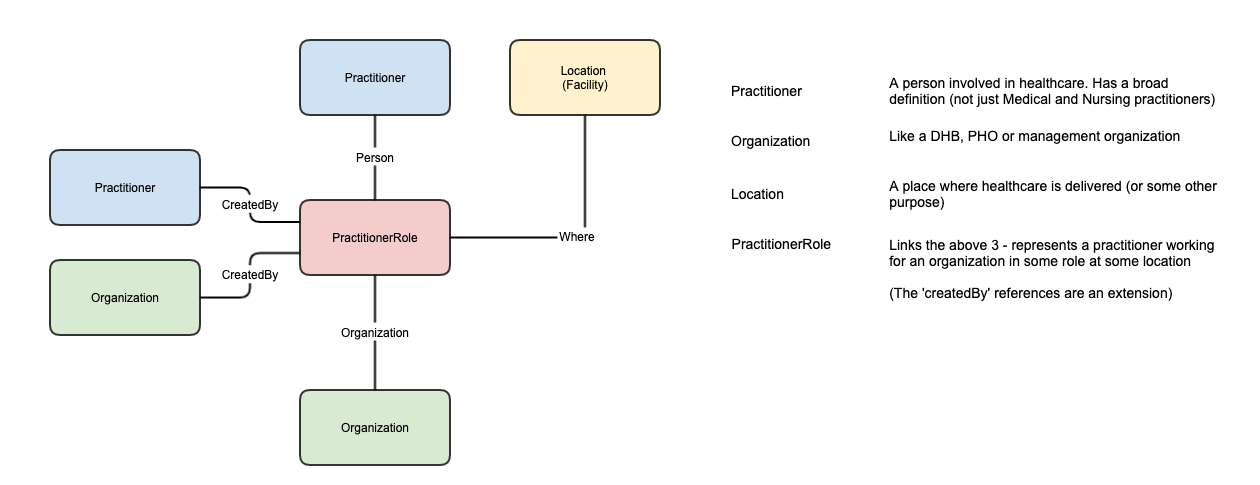 Practitioner
Location
(Facility)
Person
Practitioner
CreatedBy
PractitionerRole
Where
CreatedBy
Organization
Organization
Organization
Practitioner
A person involved in healthcare. Has a broad
definition (not just Medical and Nursing practitioners)
Organization
Like a DHB, PHO or management organization
Location
A place where healthcare is delivered (or some other
purpose)
PractitionerRole
Links the above 3 - represents a practitioner working
for an organization in some role at some location
(The 'createdBy' references are an extension)